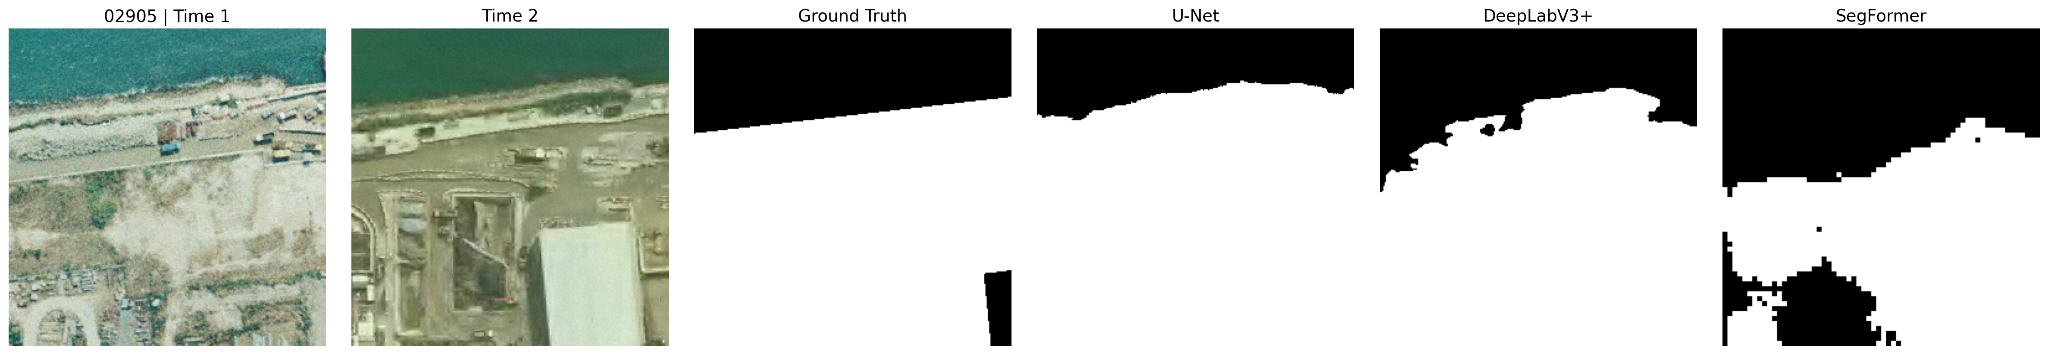 02905 | Time 1
Time 2
Ground Truth
U-Net
DeepLabV3+
SegFormer